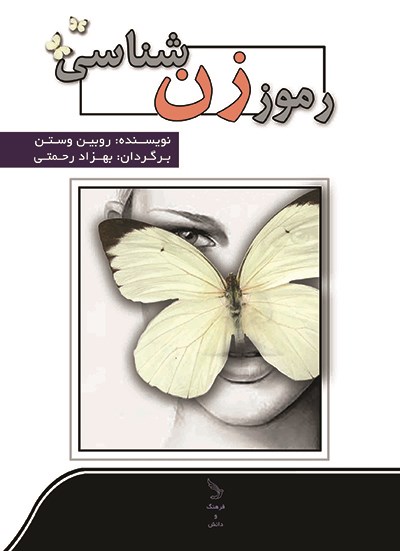 رموز زن شناسی
نویسنده: روبین وستن
برگردان: بهزاد رحمتی
فرهنگ
و
دانش